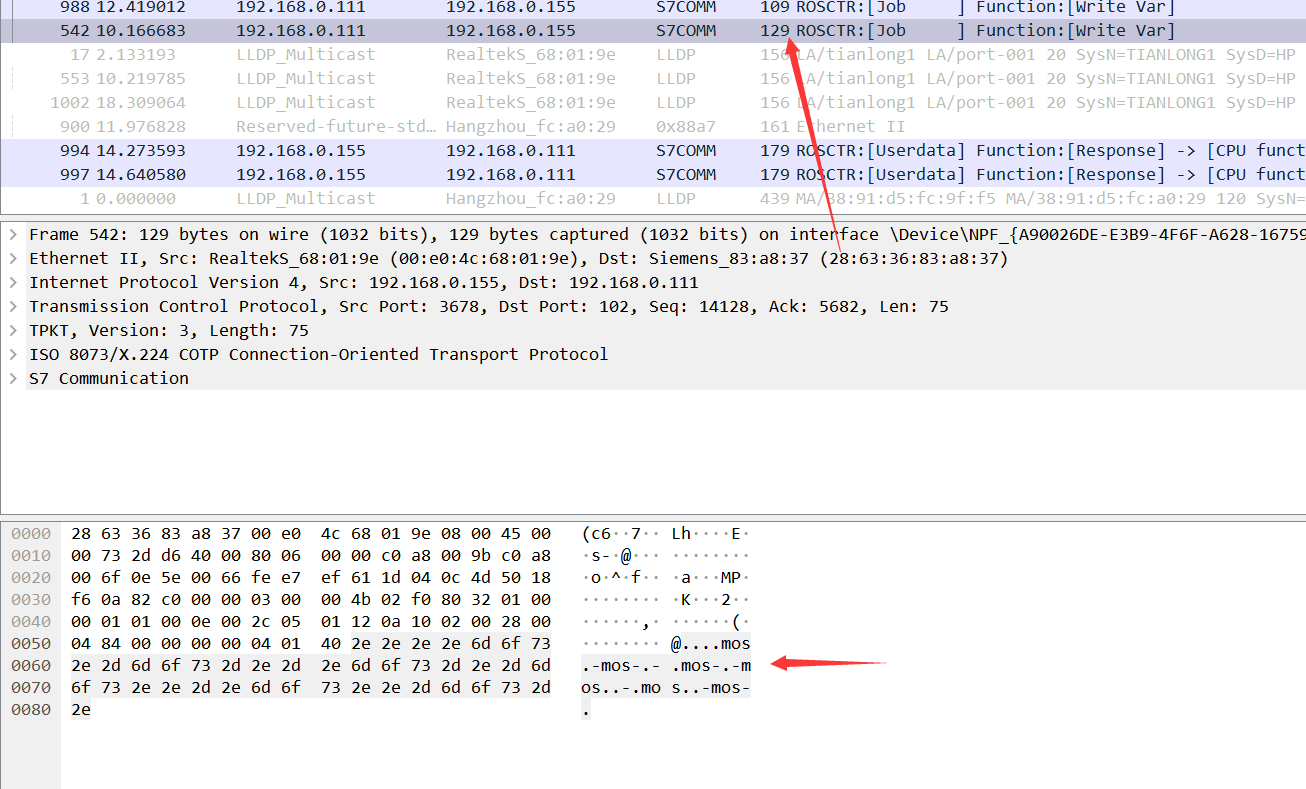 988 12.419012 192.168.0.111 192.168.0.155 S7COMM 109 ROSCTR:[Job ] Function:[Write Var]
542 10.166683 192.168.0.111 192.168.0.155 S7COMM 129 ROSCTR:[Job ] Function:[Write Var]
17 2.133193 LLDP_Multicast RealtekS_68:01:9e LLDP 156 LA/tianlong1 LA/port-001 20 SysN=TIANLONG1 SysD=HP
553 10.219785 LLDP_Multicast RealtekS_68:01:9e LLDP 156 LA/tianlong1 LA/port-001 20 SysN=TIANLONG1 SysD=HP
1002 18.309064 LLDP_Multicast RealtekS_68:01:9e LLDP 156 LA/tianlong1 LA/port-001 20 SysN=TIANLONG1 SysD=HP
900 11.976828 Reserved-future-std… Hangzhou_fc:a0:29 0x88a7 161 Ethernet II
994 14.273593 192.168.0.155 192.168.0.111 S7COMM 179 ROSCTR:[Userdata] Function:[Response] -> [CPU funct
997 14.640580 192.168.0.155 192.168.0.111 S7COMM 179 ROSCTR:[Userdata] Function:[Response] -> [CPU funct
1 0.000000 LLDP_Multicast Hangzhou_fc:a0:29 LLDP 439 MA/38:91:d5:fc:9f:f5 MA/38:91:d5:fc:a0:29 120 SysN=
Frame 542: 129 bytes on wire (1032 bits), 129 bytes captured (1032 bits) on interface \Device\NPF_{A90026DE-E3B9-4F6F-A628-16759
Ethernet II, Src: RealtekS_68:01:9e (00:e0:4c:68:01:9e), Dst: Siemens_83:a8:37 (28:63:36:83:a8:37)
Internet Protocol Version 4, Src: 192.168.0.155, Dst: 192.168.0.111
Transmission Control Protocol, Src Port: 3678, Dst Port: 102, Seq: 14128, Ack: 5682, Len: 75
TPKT, Version: 3, Length: 75
ISO 8073/X.224 COTP Connection-Oriented Transport Protocol
S7 Communication
0000 28 63 36 83 a8 37 00 e0 4c 68 01 9e 08 00 45 00 (c6··7·· Lh····E·
0010 00 73 2d d6 40 00 80 06 00 00 c0 a8 00 9b c0 a8 ·s-·@··· ········
0020 00 6f 0e 5e 00 66 fe e7 ef 61 1d 04 0c 4d 50 18 ·o·^·f·· ·a···MP·
0030 f6 0a 82 c0 00 00 03 00 00 4b 02 f0 80 32 01 00 ········ ·K···2··
0040 00 01 01 00 0e 00 2c 05 01 12 0a 10 02 00 28 00 ······,· ······(·
0050 04 84 00 00 00 00 04 01 40 2e 2e 2e 2e 6d 6f 73 ········ @....mos
0060 2e 2d 6d 6f 73 2d 2e 2d 2e 6d 6f 73 2d 2e 2d 6d .-mos-.- .mos-.-m
0070 6f 73 2e 2e 2d 2e 6d 6f 73 2e 2e 2d 6d 6f 73 2d os..-.mo s..-mos-
0080 2e .